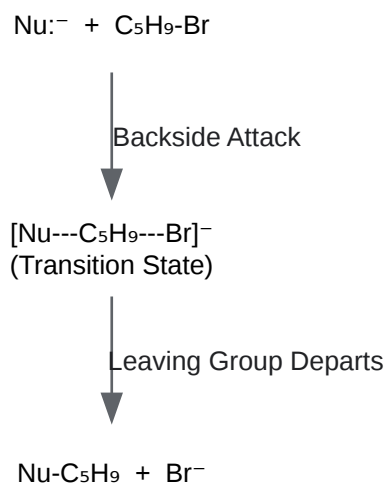 Nu:⁻ + C₅H₉-Br
Backside Attack
[Nu---C₅H₉---Br]⁻
(Transition State)
Leaving Group Departs
Nu-C₅H₉ + Br⁻